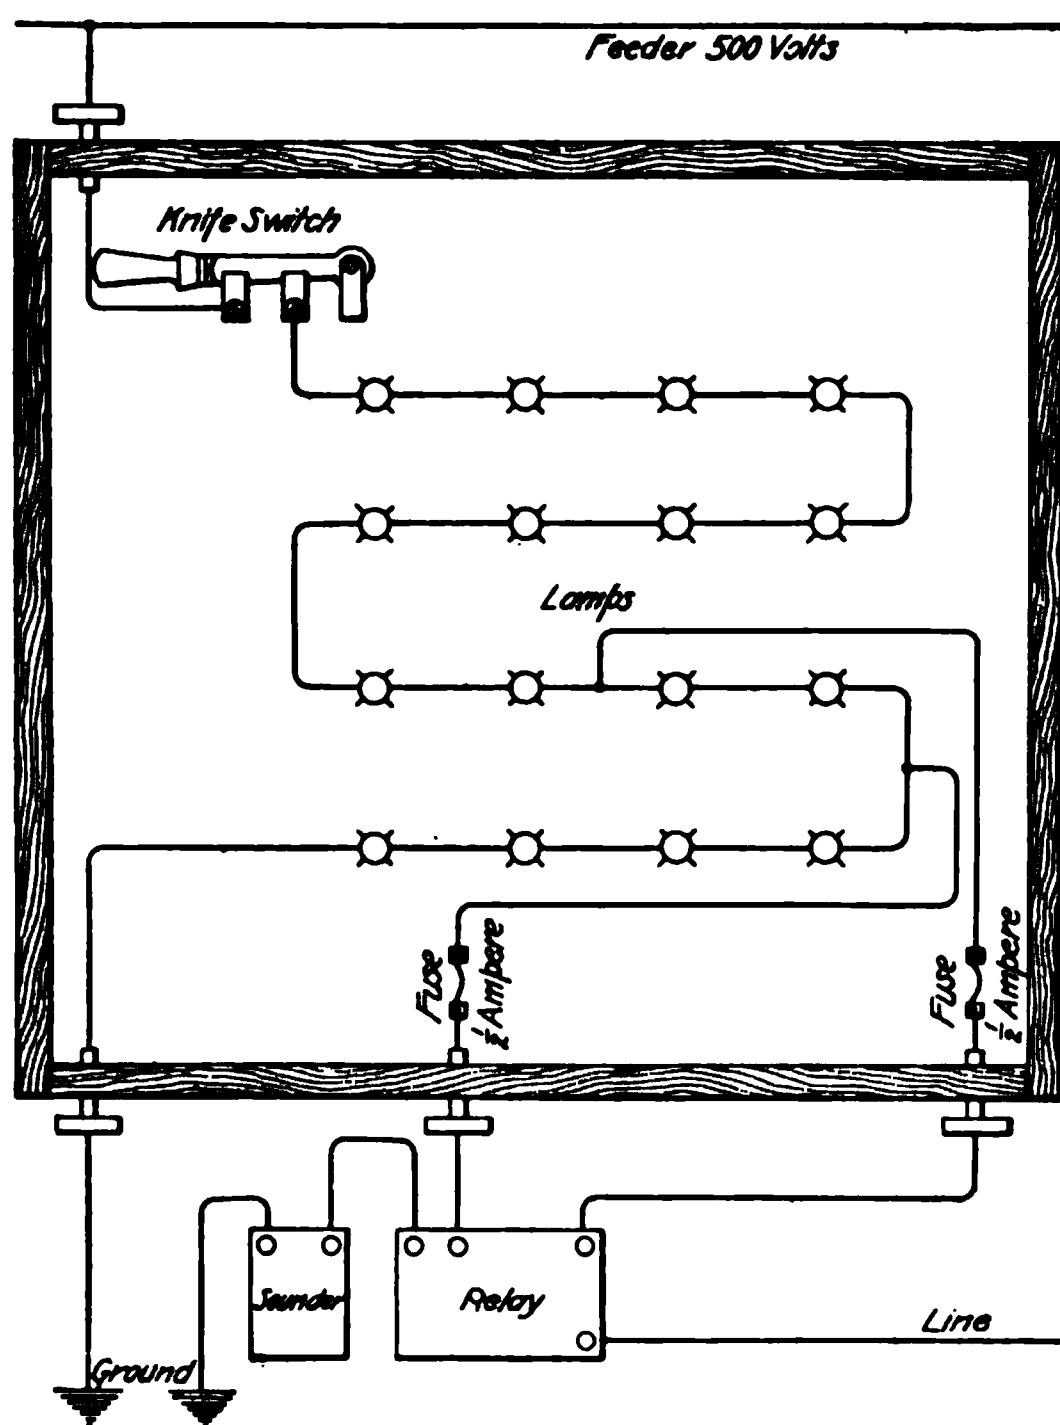 Feeder 500 Volts
Knife Switch
Lamps
Fuse
½ Ampere
Fuse
½ Ampere
Sounder
Relay
Line
Ground